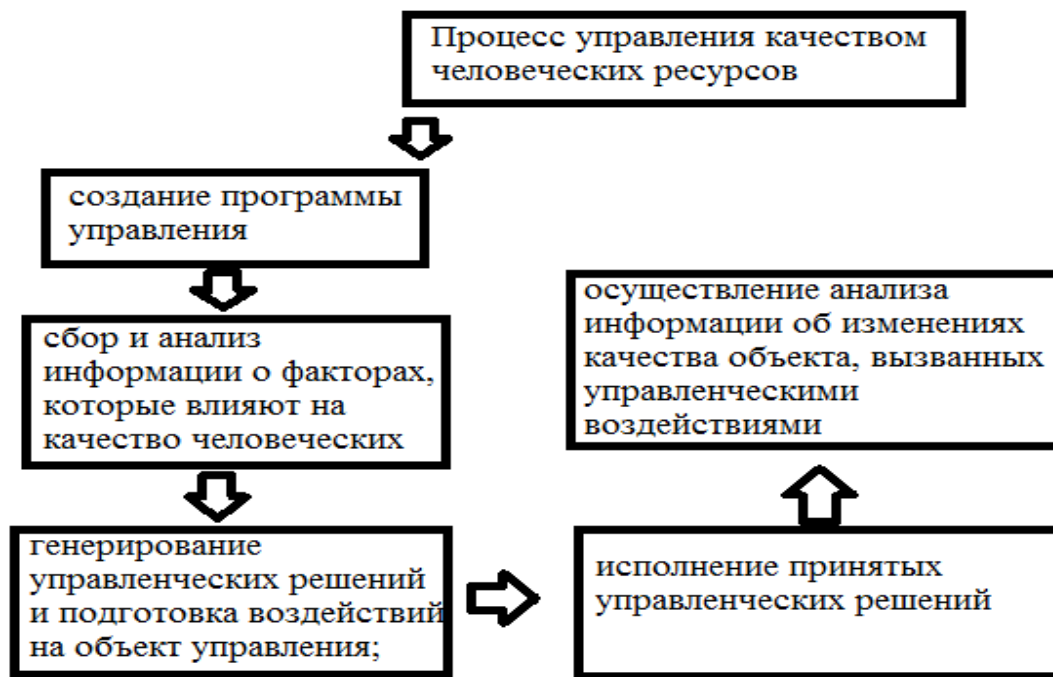 Процесс управления качеством
человеческих ресурсов
создание программы
управления
сбор и анализ
информации о факторах,
которые влияют на
качество человеческих
генерирование
управленческих решений
и подготовка воздействий
на объект управления;
исполнение принятых
управленческих решений
осуществление анализа
информации об изменениях
качества объекта, вызванных
управленческими
воздействиями